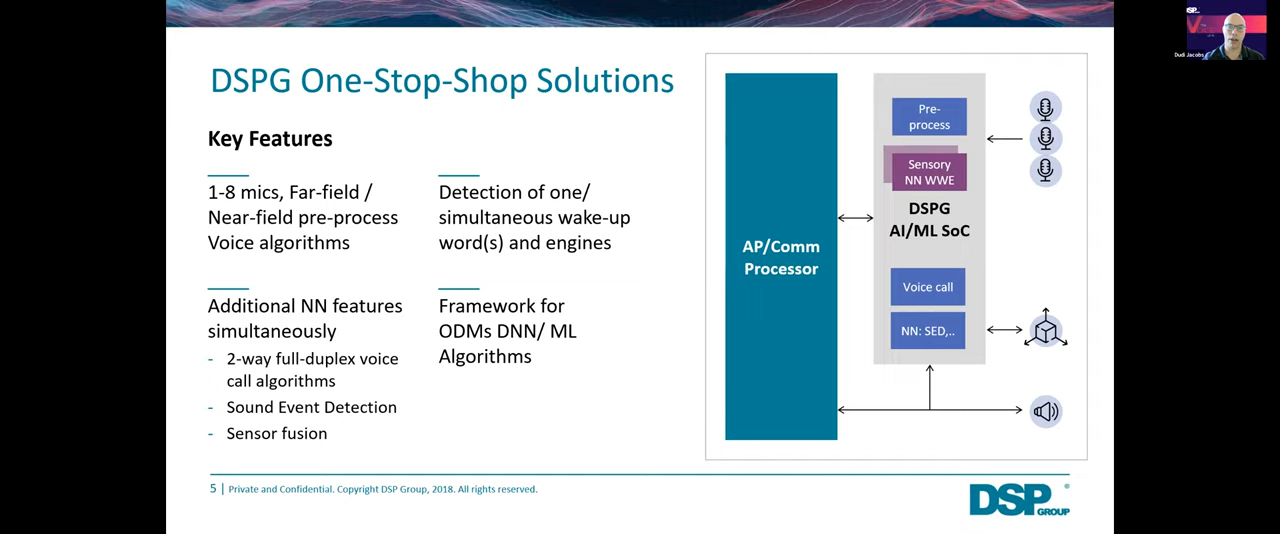 DSPG One-Stop-Shop Solutions
Key Features
1-8 mics, Far-field /
Near-field pre-process
Voice algorithms
Detection of one/
simultaneous wake-up
word(s) and engines
Additional NN features
simultaneously
- 2-way full-duplex voice
call algorithms
- Sound Event Detection
- Sensor fusion
Framework for
ODMs DNN/ ML
Algorithms
AP/Comm
Processor
Pre-
process
Sensory
NN WWE
DSPG
AI/ML SoC
Voice call
NN: SED,..
5 | Private and Confidential. Copyright DSP Group, 2018. All rights reserved.
DSP
GROUP
DSP
Dudi Jacobs